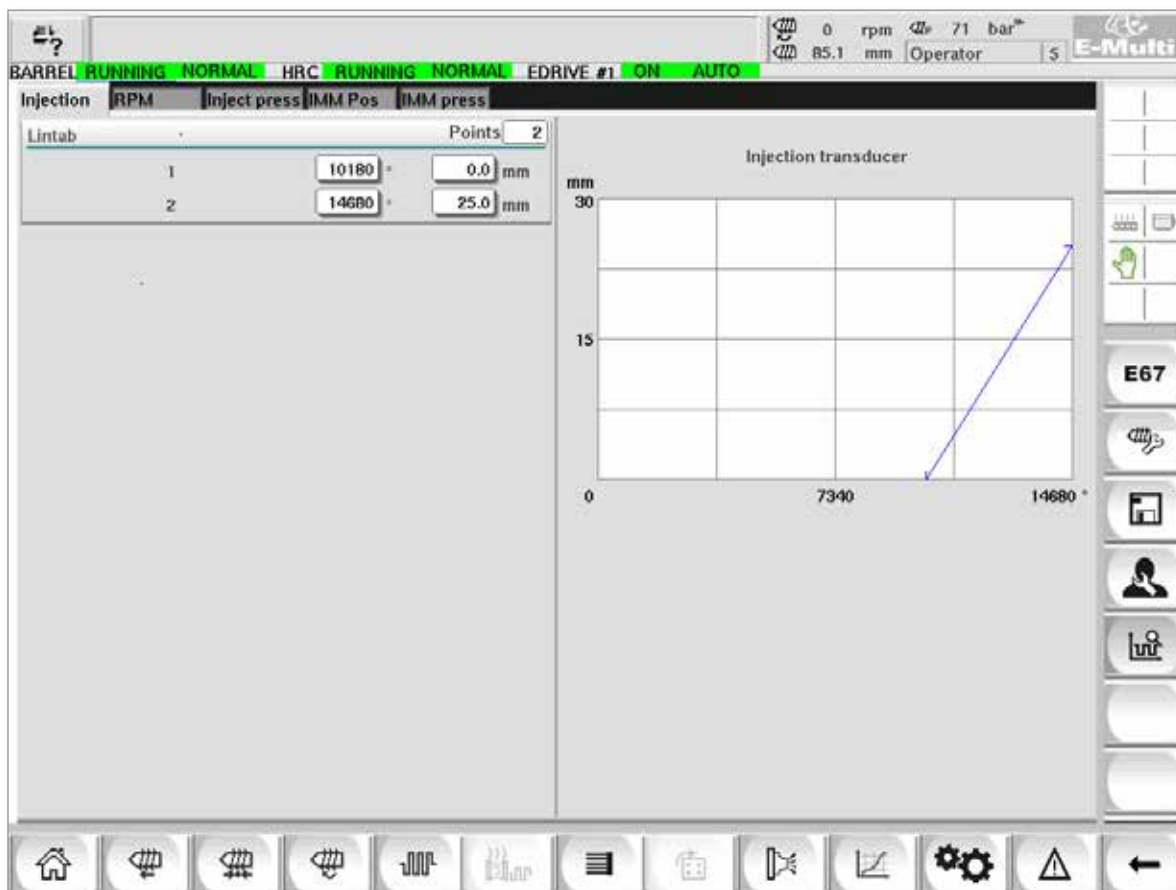 ?
0 rpm 71 bar
85.1 mm Operator 5
E-Multi
BARREL RUNNING NORMAL HRC RUNNING NORMAL EDRIVE #1 ON AUTO
Injection RPM Inject press IMM Pos IMM press
Lintab Points 2
1 10180 ° 0.0 mm
2 14680 ° 25.0 mm
Injection transducer
mm
30
15
0 7340 14680 °
E67